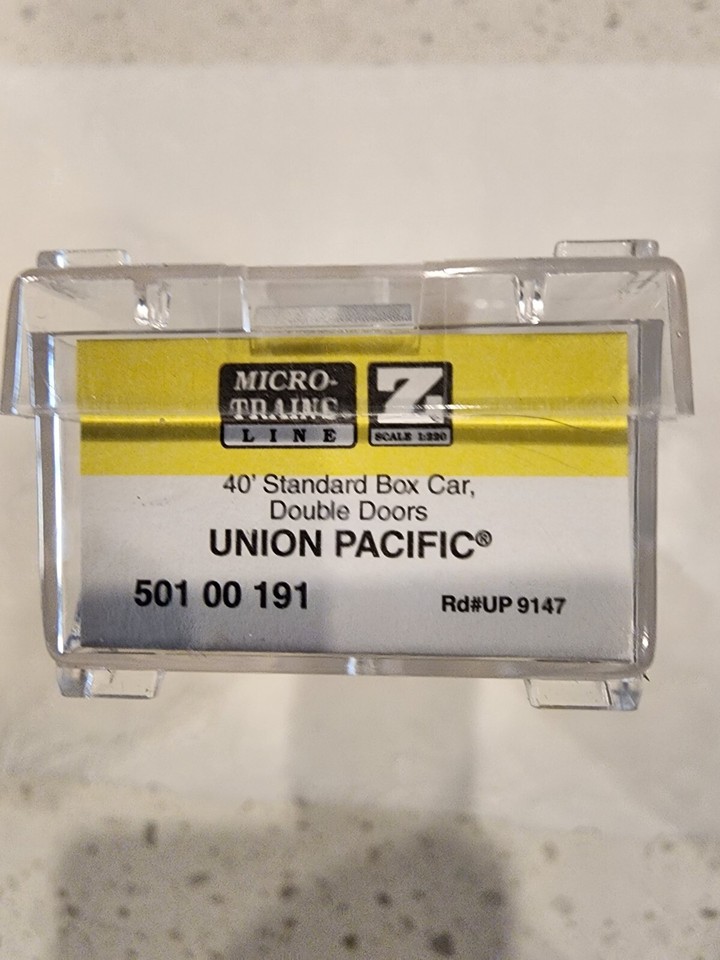 MICRO-
TRAINS
LINE
Z
SCALE 1:220
40' Standard Box Car,
Double Doors
UNION PACIFIC®
501 00 191
Rd#UP 9147